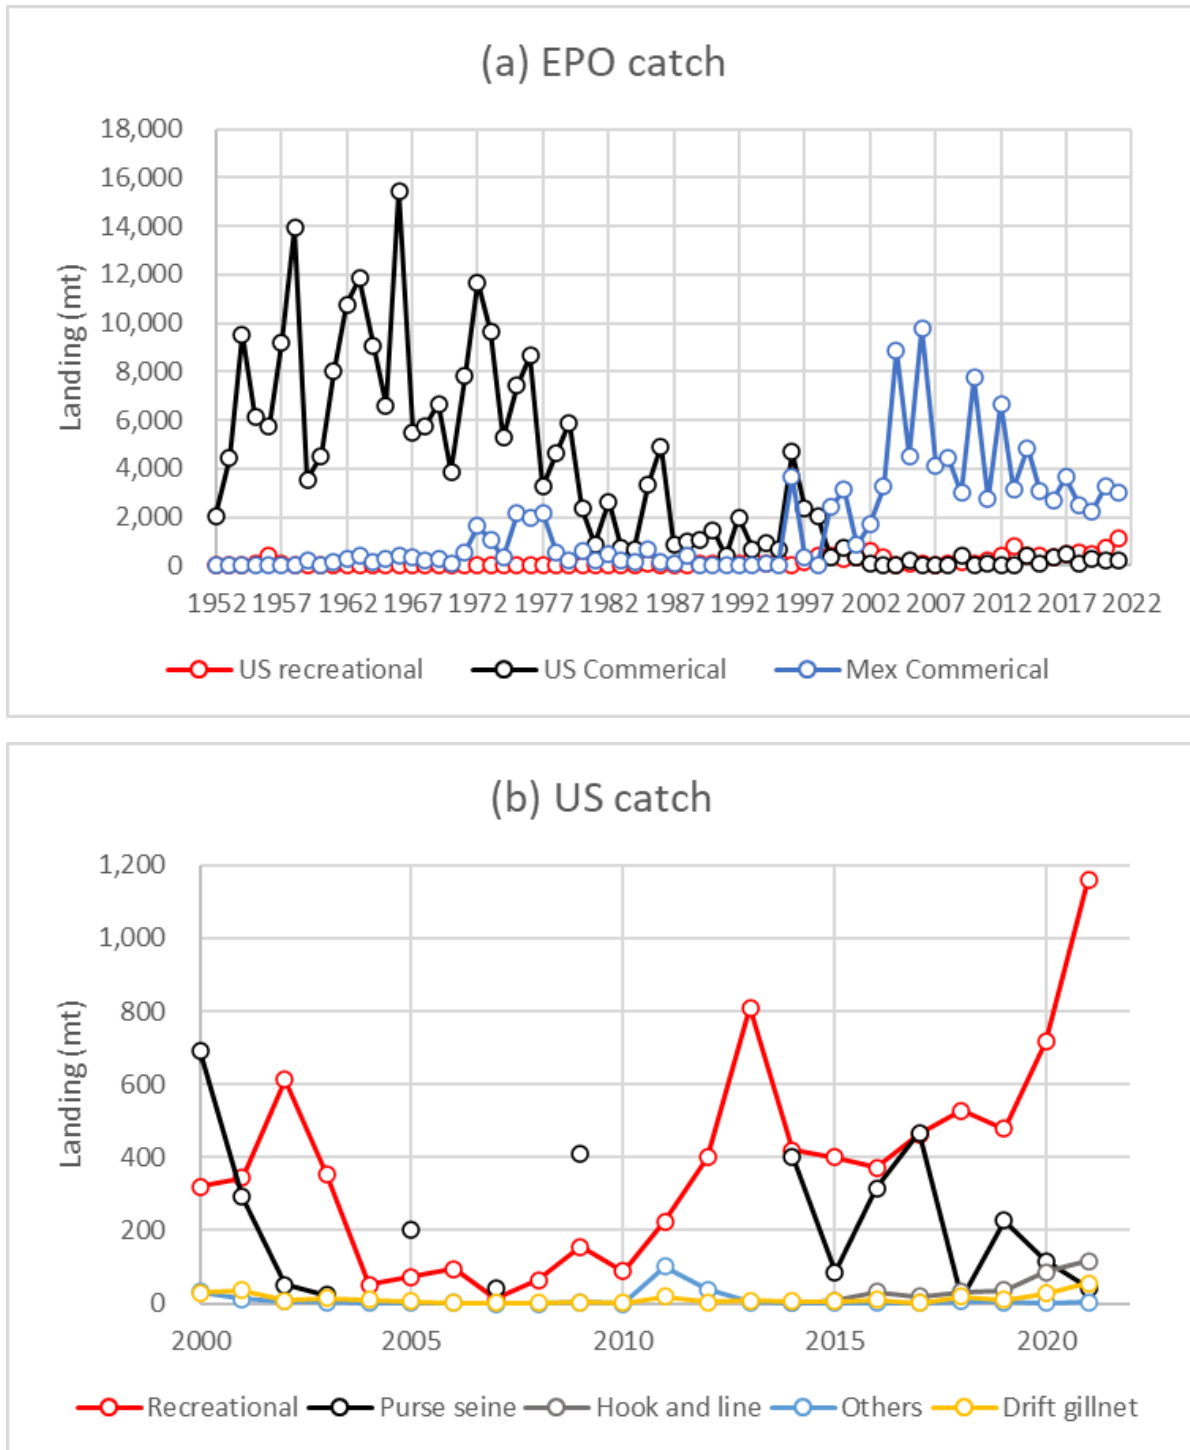 (a) EPO catch
18,000
16,000
14,000
12,000
10,000
8,000
6,000
4,000
2,000
0
Landing (mt)
1952 1957 1962 1967 1972 1977 1982 1987 1992 1997 2002 2007 2012 2017 2022
US recreational US Commerical Mex Commerical
(b) US catch
1,200
1,000
800
600
400
200
0
Landing (mt)
2000 2005 2010 2015 2020
Recreational Purse seine Hook and line Others Drift gillnet